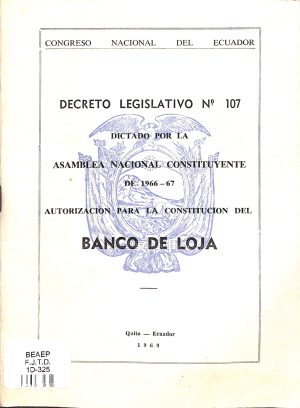 CONGRESO NACIONAL DEL ECUADOR
DECRETO LEGISLATIVO Nº 107
DICTADO POR LA
ASAMBLEA NACIONAL CONSTITUYENTE
DE 1966-67
AUTORIZACION PARA LA CONSTITUCION DEL
BANCO DE LOJA
Quito — Ecuador
1969
BEAEP
F.J.T.D.
1D-325